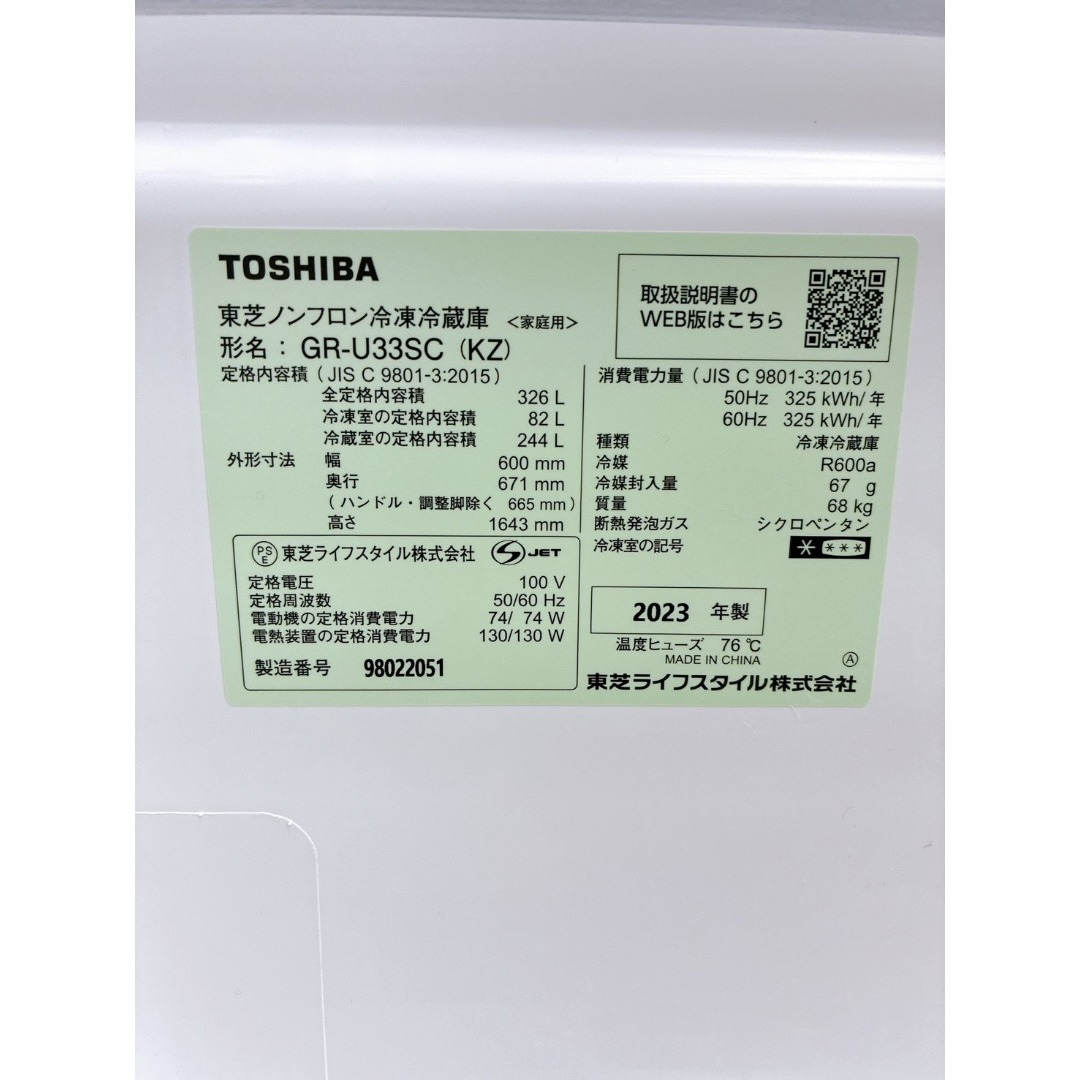 TOSHIBA
東芝ノンフロン冷凍冷蔵庫 <家庭用>
形名: GR-U33SC (KZ)
取扱説明書の
WEB版はこちら
定格内容積 (JIS C 9801-3:2015)
全定格内容積 326 L
冷凍室の定格内容積 82 L
冷蔵室の定格内容積 244 L
外形寸法 幅 600 mm
奥行 671 mm
(ハンドル・調整脚除く 665 mm)
高さ 1643 mm
消費電力量 (JIS C 9801-3:2015)
50Hz 325 kWh/年
60Hz 325 kWh/年
種類 冷凍冷蔵庫
冷媒 R600a
冷媒封入量 67 g
質量 68 kg
断熱発泡ガス シクロペンタン
冷凍室の記号
PSE 東芝ライフスタイル株式会社 S JET
定格電圧 100 V
定格周波数 50/60 Hz
電動機の定格消費電力 74/ 74 W
電熱装置の定格消費電力 130/130 W
製造番号 98022051
2023 年製
温度ヒューズ 76℃
MADE IN CHINA Ⓐ
東芝ライフスタイル株式会社